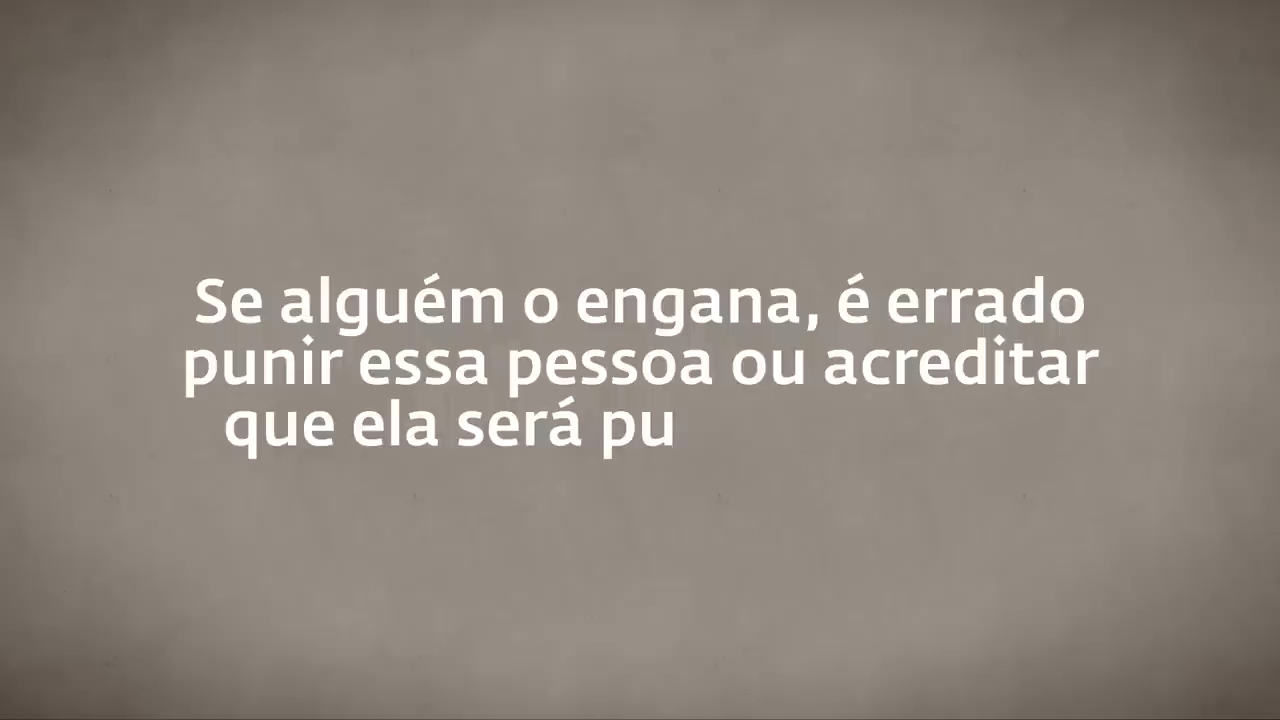 Se alguém o engana, é errado
punir essa pessoa ou acreditar
que ela será pu